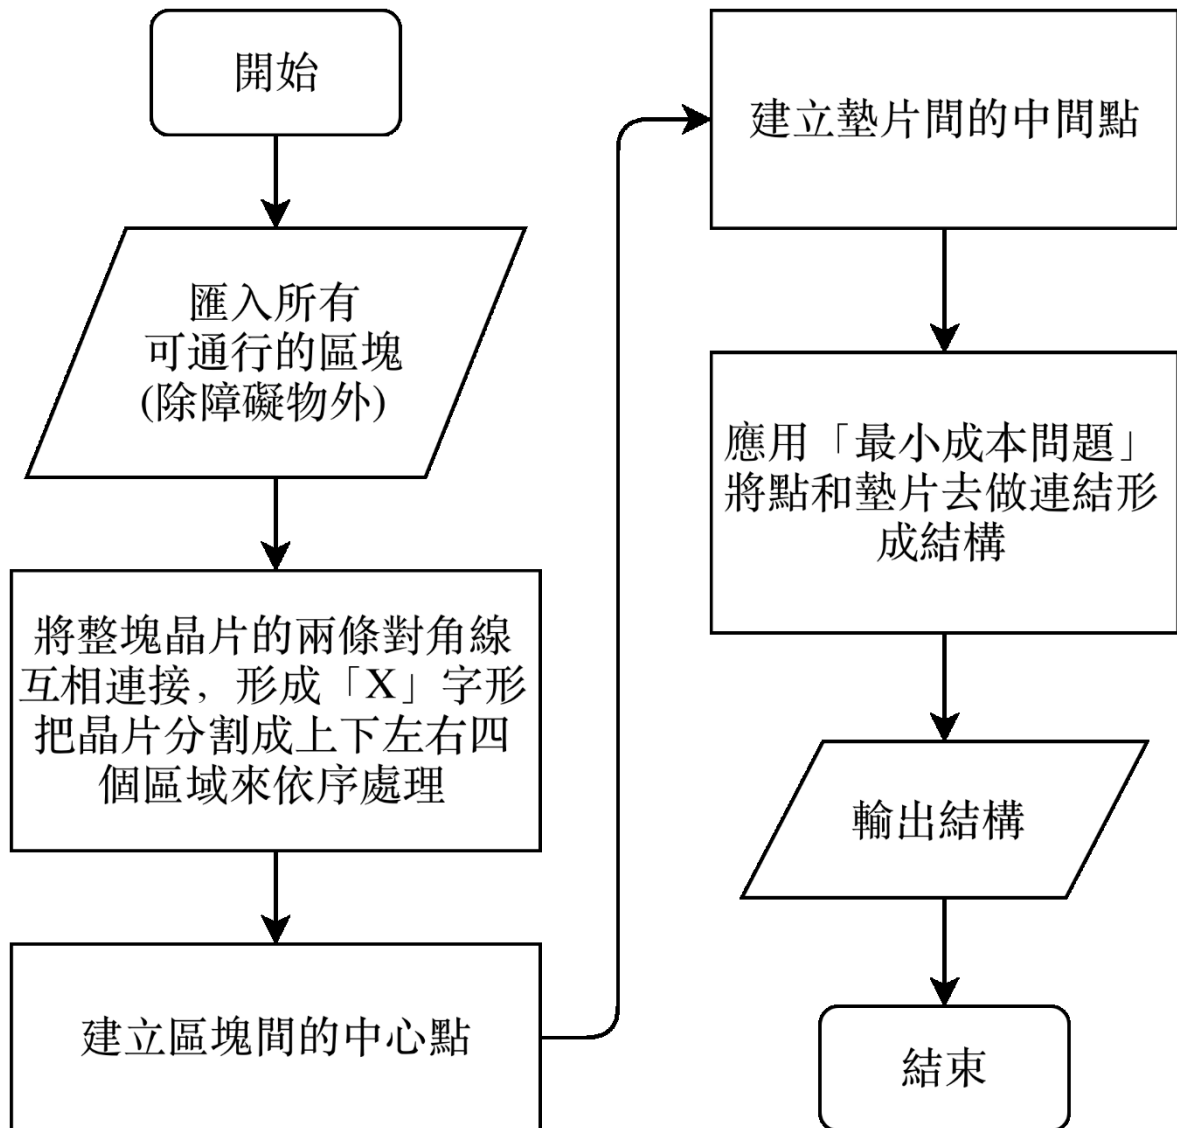 開始
匯入所有
可通行的區塊
(除障礙物外)
將整塊晶片的兩條對角線
互相連接，形成「X」字形
把晶片分割成上下左右四
個區域來依序處理
建立區塊間的中心點
建立墊片間的中間點
應用「最小成本問題」
將點和墊片去做連結形
成結構
輸出結構
結束